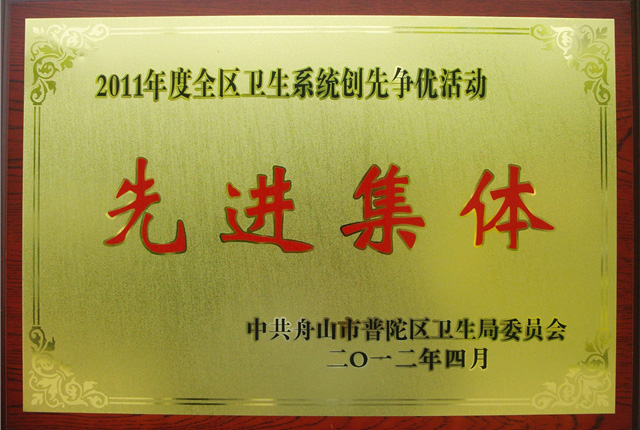 2011年度全区卫生系统创先争优活动
先进集体
中共舟山市普陀区卫生局委员会
二〇一二年四月